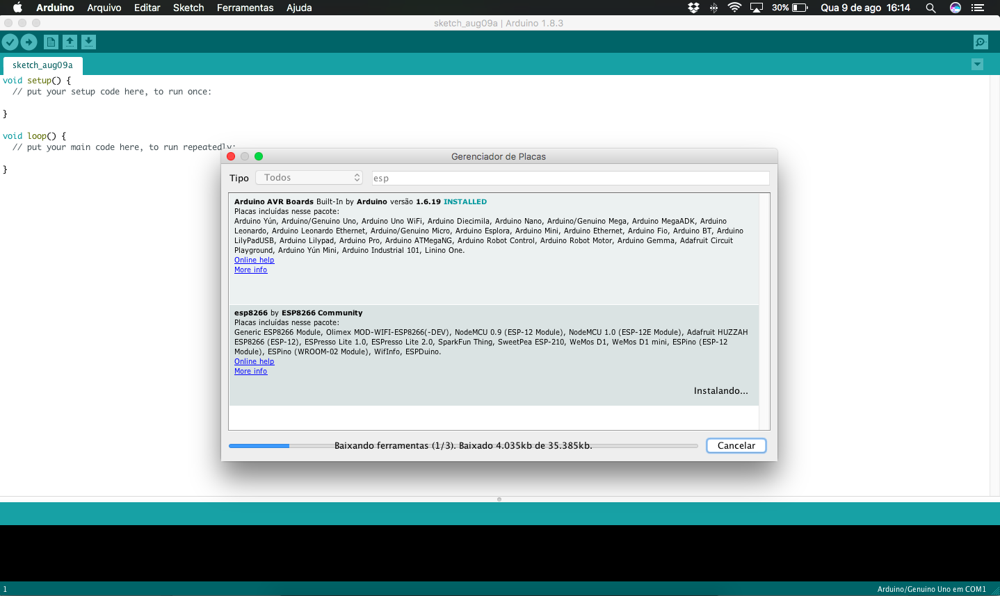 Arduino Arquivo Editar Sketch Ferramentas Ajuda 30% Qua 9 de ago 16:14
sketch_aug09a | Arduino 1.8.3
sketch_aug09a
void setup() {
// put your setup code here, to run once:
}
void loop() {
// put your main code here, to run repeatedly:
}
Gerenciador de Placas
Tipo Todos esp
Arduino AVR Boards Built-In by Arduino versão 1.6.19 INSTALLED
Placas incluídas nesse pacote:
Arduino Yún, Arduino/Genuino Uno, Arduino Uno WiFi, Arduino Diecimila, Arduino Nano, Arduino/Genuino Mega, Arduino MegaADK, Arduino
Leonardo, Arduino Leonardo Ethernet, Arduino/Genuino Micro, Arduino Esplora, Arduino Mini, Arduino Ethernet, Arduino Fio, Arduino BT, Arduino
LilyPadUSB, Arduino Lilypad, Arduino Pro, Arduino ATMegaNG, Arduino Robot Control, Arduino Robot Motor, Arduino Gemma, Adafruit Circuit
Playground, Arduino Yún Mini, Arduino Industrial 101, Linino One.
Online help
More info
esp8266 by ESP8266 Community
Placas incluídas nesse pacote:
Generic ESP8266 Module, Olimex MOD-WIFI-ESP8266(-DEV), NodeMCU 0.9 (ESP-12 Module), NodeMCU 1.0 (ESP-12E Module), Adafruit HUZZAH
ESP8266 (ESP-12), ESPresso Lite 1.0, ESPresso Lite 2.0, SparkFun Thing, SweetPea ESP-210, WeMos D1, WeMos D1 mini, ESPino (ESP-12
Module), ESPino (WROOM-02 Module), WifInfo, ESPDuino.
Online help
More info
Instalando...
Baixando ferramentas (1/3). Baixado 4.035kb de 35.385kb. Cancelar
1 Arduino/Genuino Uno em COM1